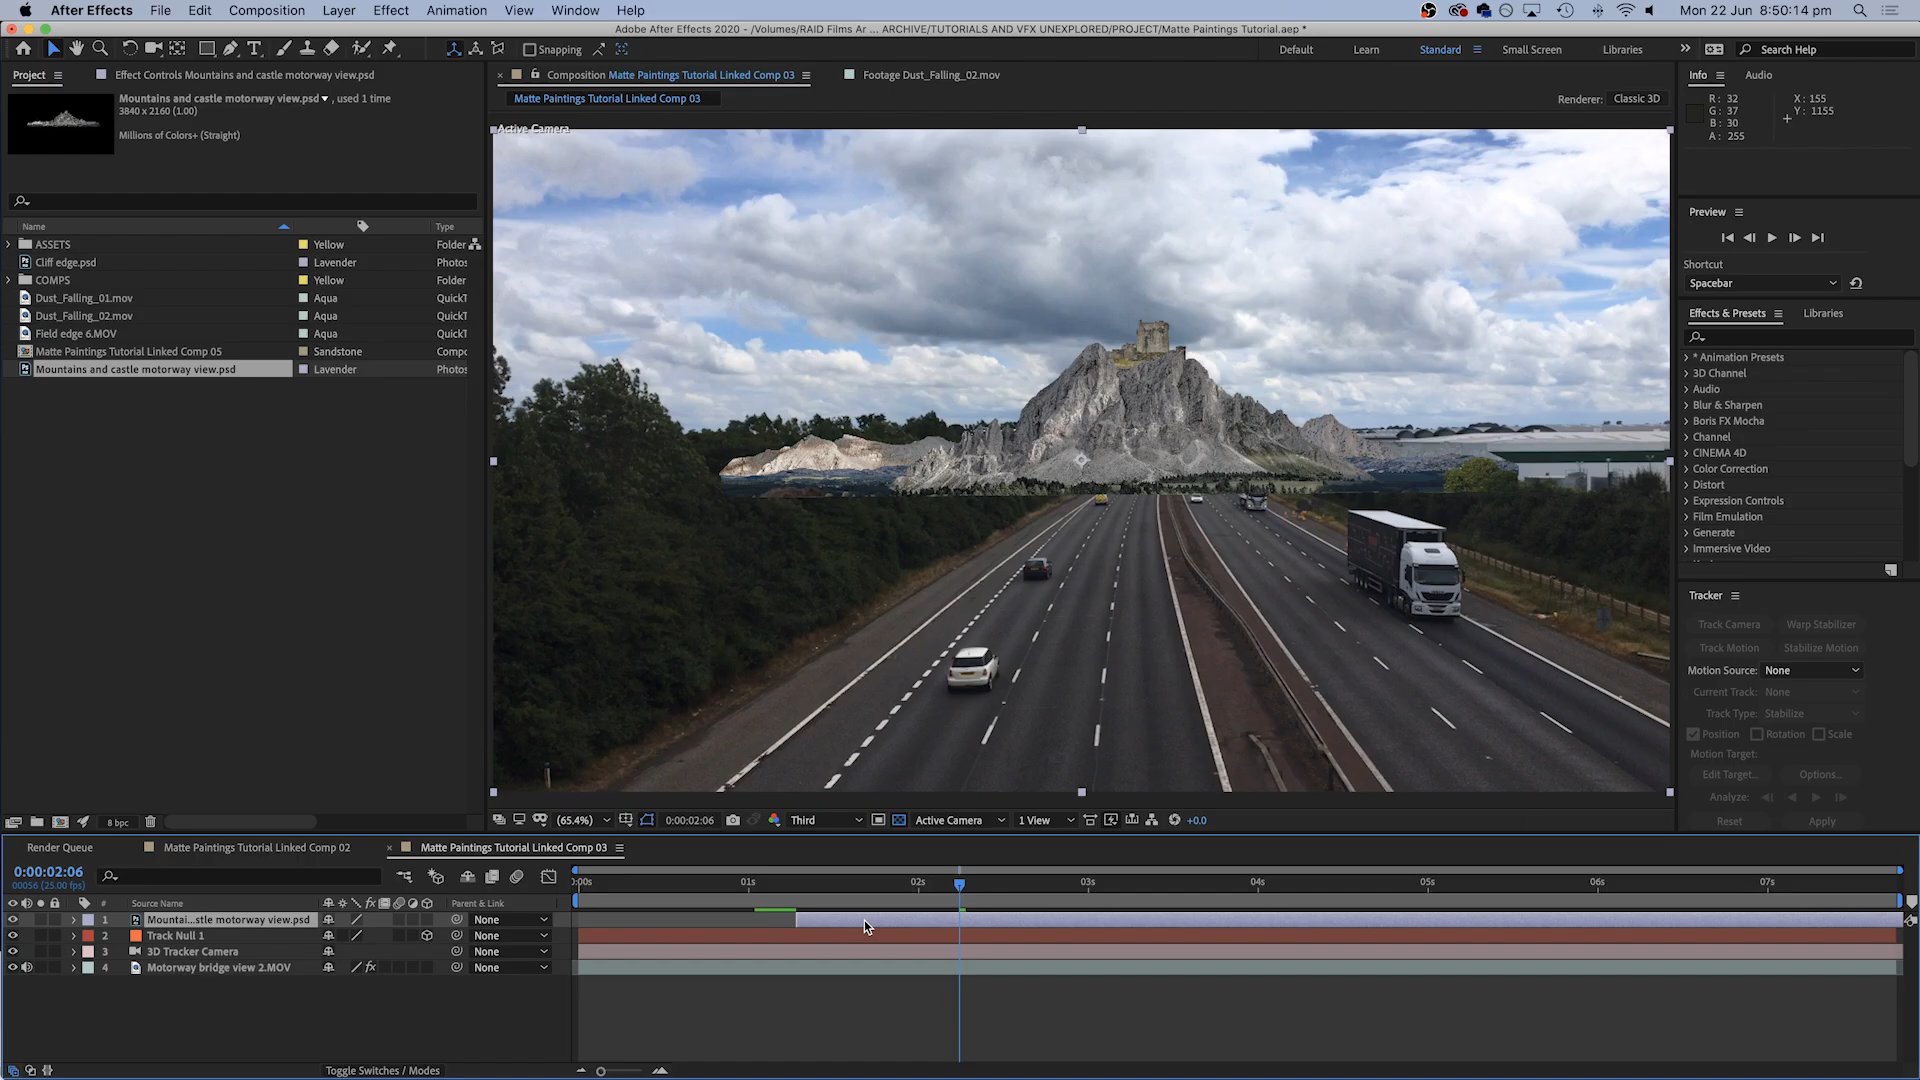 After Effects File Edit Composition Layer Effect Animation View Window Help Mon 22 Jun 8:50:14 pm
Adobe After Effects 2020 - /Volumes/RAID Films Ar ... ARCHIVE/TUTORIALS AND VFX UNEXPLORED/PROJECT/Matte Paintings Tutorial.aep *
Snapping Default Learn Standard Small Screen Libraries Search Help
Project Effect Controls Mountains and castle motorway view.psd
Mountains and castle motorway view.psd , used 1 time
3840 x 2160 (1.00)
Millions of Colors+ (Straight)
Name Type
ASSETS Yellow Folder
Cliff edge.psd Lavender Photos
COMPS Yellow Folder
Dust_Falling_01.mov Aqua QuickT
Dust_Falling_02.mov Aqua QuickT
Field edge 6.MOV Aqua QuickT
Matte Paintings Tutorial Linked Comp 05 Sandstone Compo
Mountains and castle motorway view.psd Lavender Photos
8 bpc
Composition Matte Paintings Tutorial Linked Comp 03 Footage Dust_Falling_02.mov
Matte Paintings Tutorial Linked Comp 03 Renderer: Classic 3D
Active Camera
(65.4%) 0:00:02:06 Third Active Camera 1 View +0.0
Info Audio
R: 32 X: 155
G: 37 Y: 1155
B: 30
A: 255
Preview
Shortcut
Spacebar
Effects & Presets Libraries
* Animation Presets
3D Channel
Audio
Blur & Sharpen
Boris FX Mocha
Channel
CINEMA 4D
Color Correction
Distort
Expression Controls
Film Emulation
Generate
Immersive Video
Tracker
Track Camera Warp Stabilizer
Track Motion Stabilize Motion
Motion Source: None
Current Track: None
Track Type: Stabilize
Position Rotation Scale
Motion Target:
Edit Target... Options...
Analyze:
Reset Apply
Render Queue Matte Paintings Tutorial Linked Comp 02 Matte Paintings Tutorial Linked Comp 03
0:00:02:06
00056 (25.00 fps)
:00s 01s 02s 03s 04s 05s 06s 07s
# Source Name Parent & Link
1 Mountai...stle motorway view.psd None
2 Track Null 1 None
3 3D Tracker Camera None
4 Motorway bridge view 2.MOV fx None
Toggle Switches / Modes